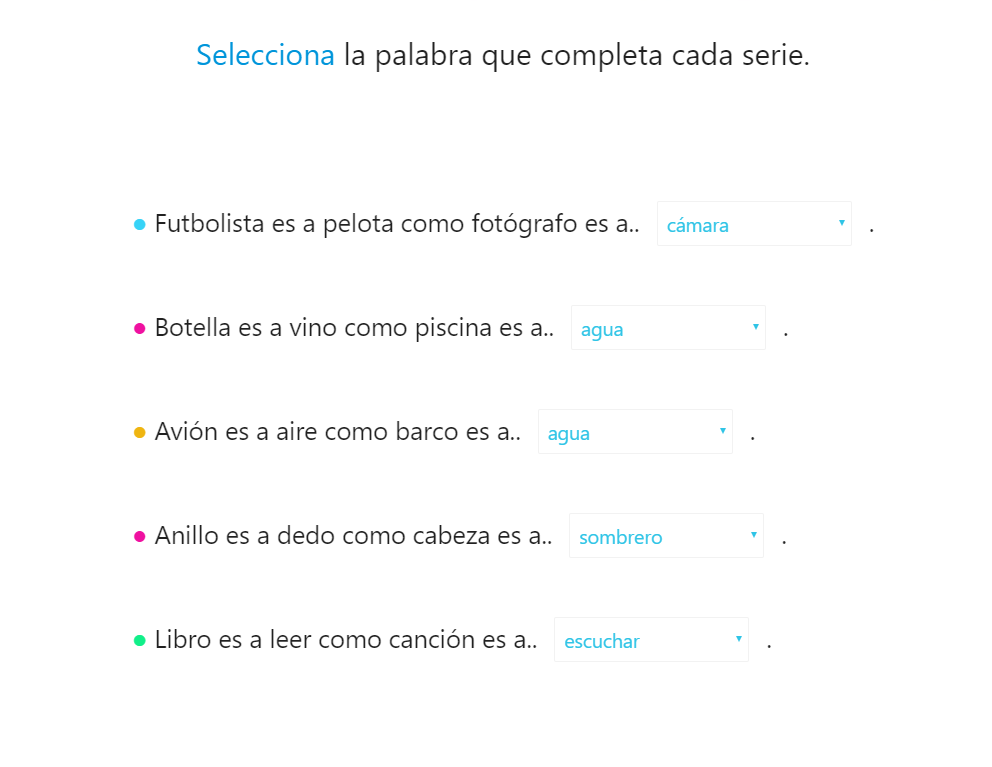 Selecciona la palabra que completa cada serie.
Futbolista es a pelota como fotógrafo es a.. cámara .
Botella es a vino como piscina es a.. agua .
Avión es a aire como barco es a.. agua .
Anillo es a dedo como cabeza es a.. sombrero .
Libro es a leer como canción es a.. escuchar .